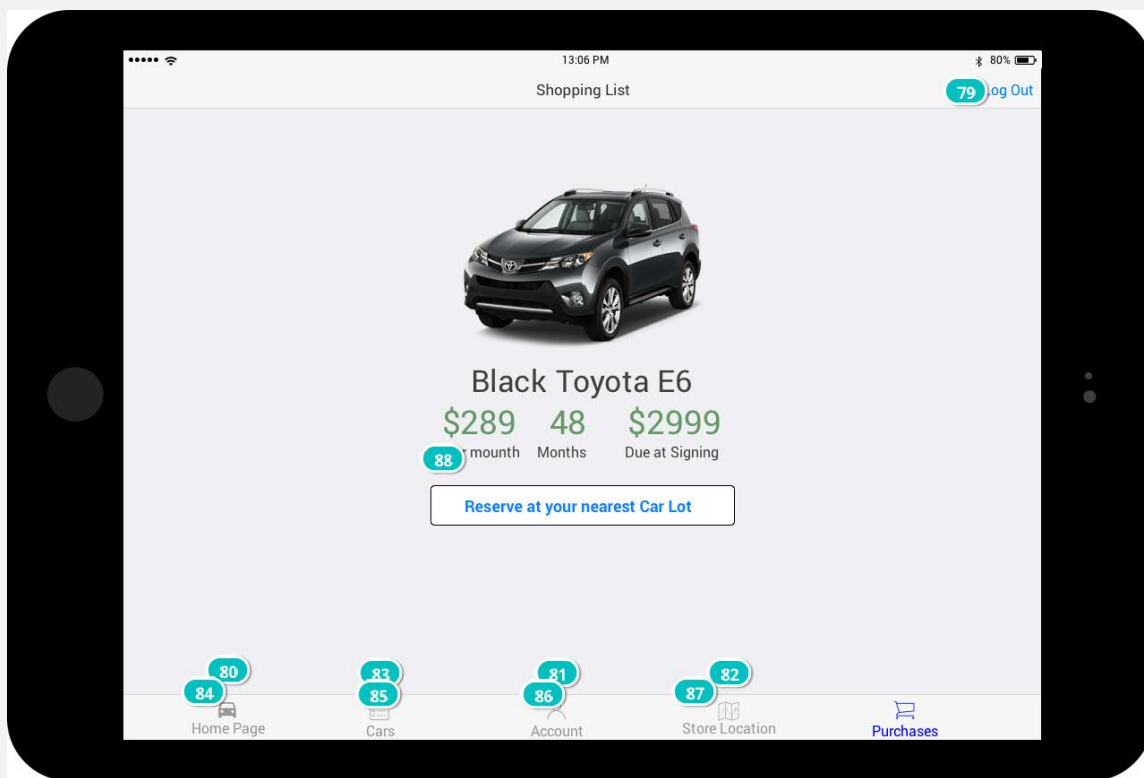 13:06 PM 80%
Shopping List
79 og Out
Black Toyota E6
$289 48 $2999
88 mounth Months Due at Signing
Reserve at your nearest Car Lot
80 83 81 82
84 85 86 87
Home Page Cars Account Store Location Purchases